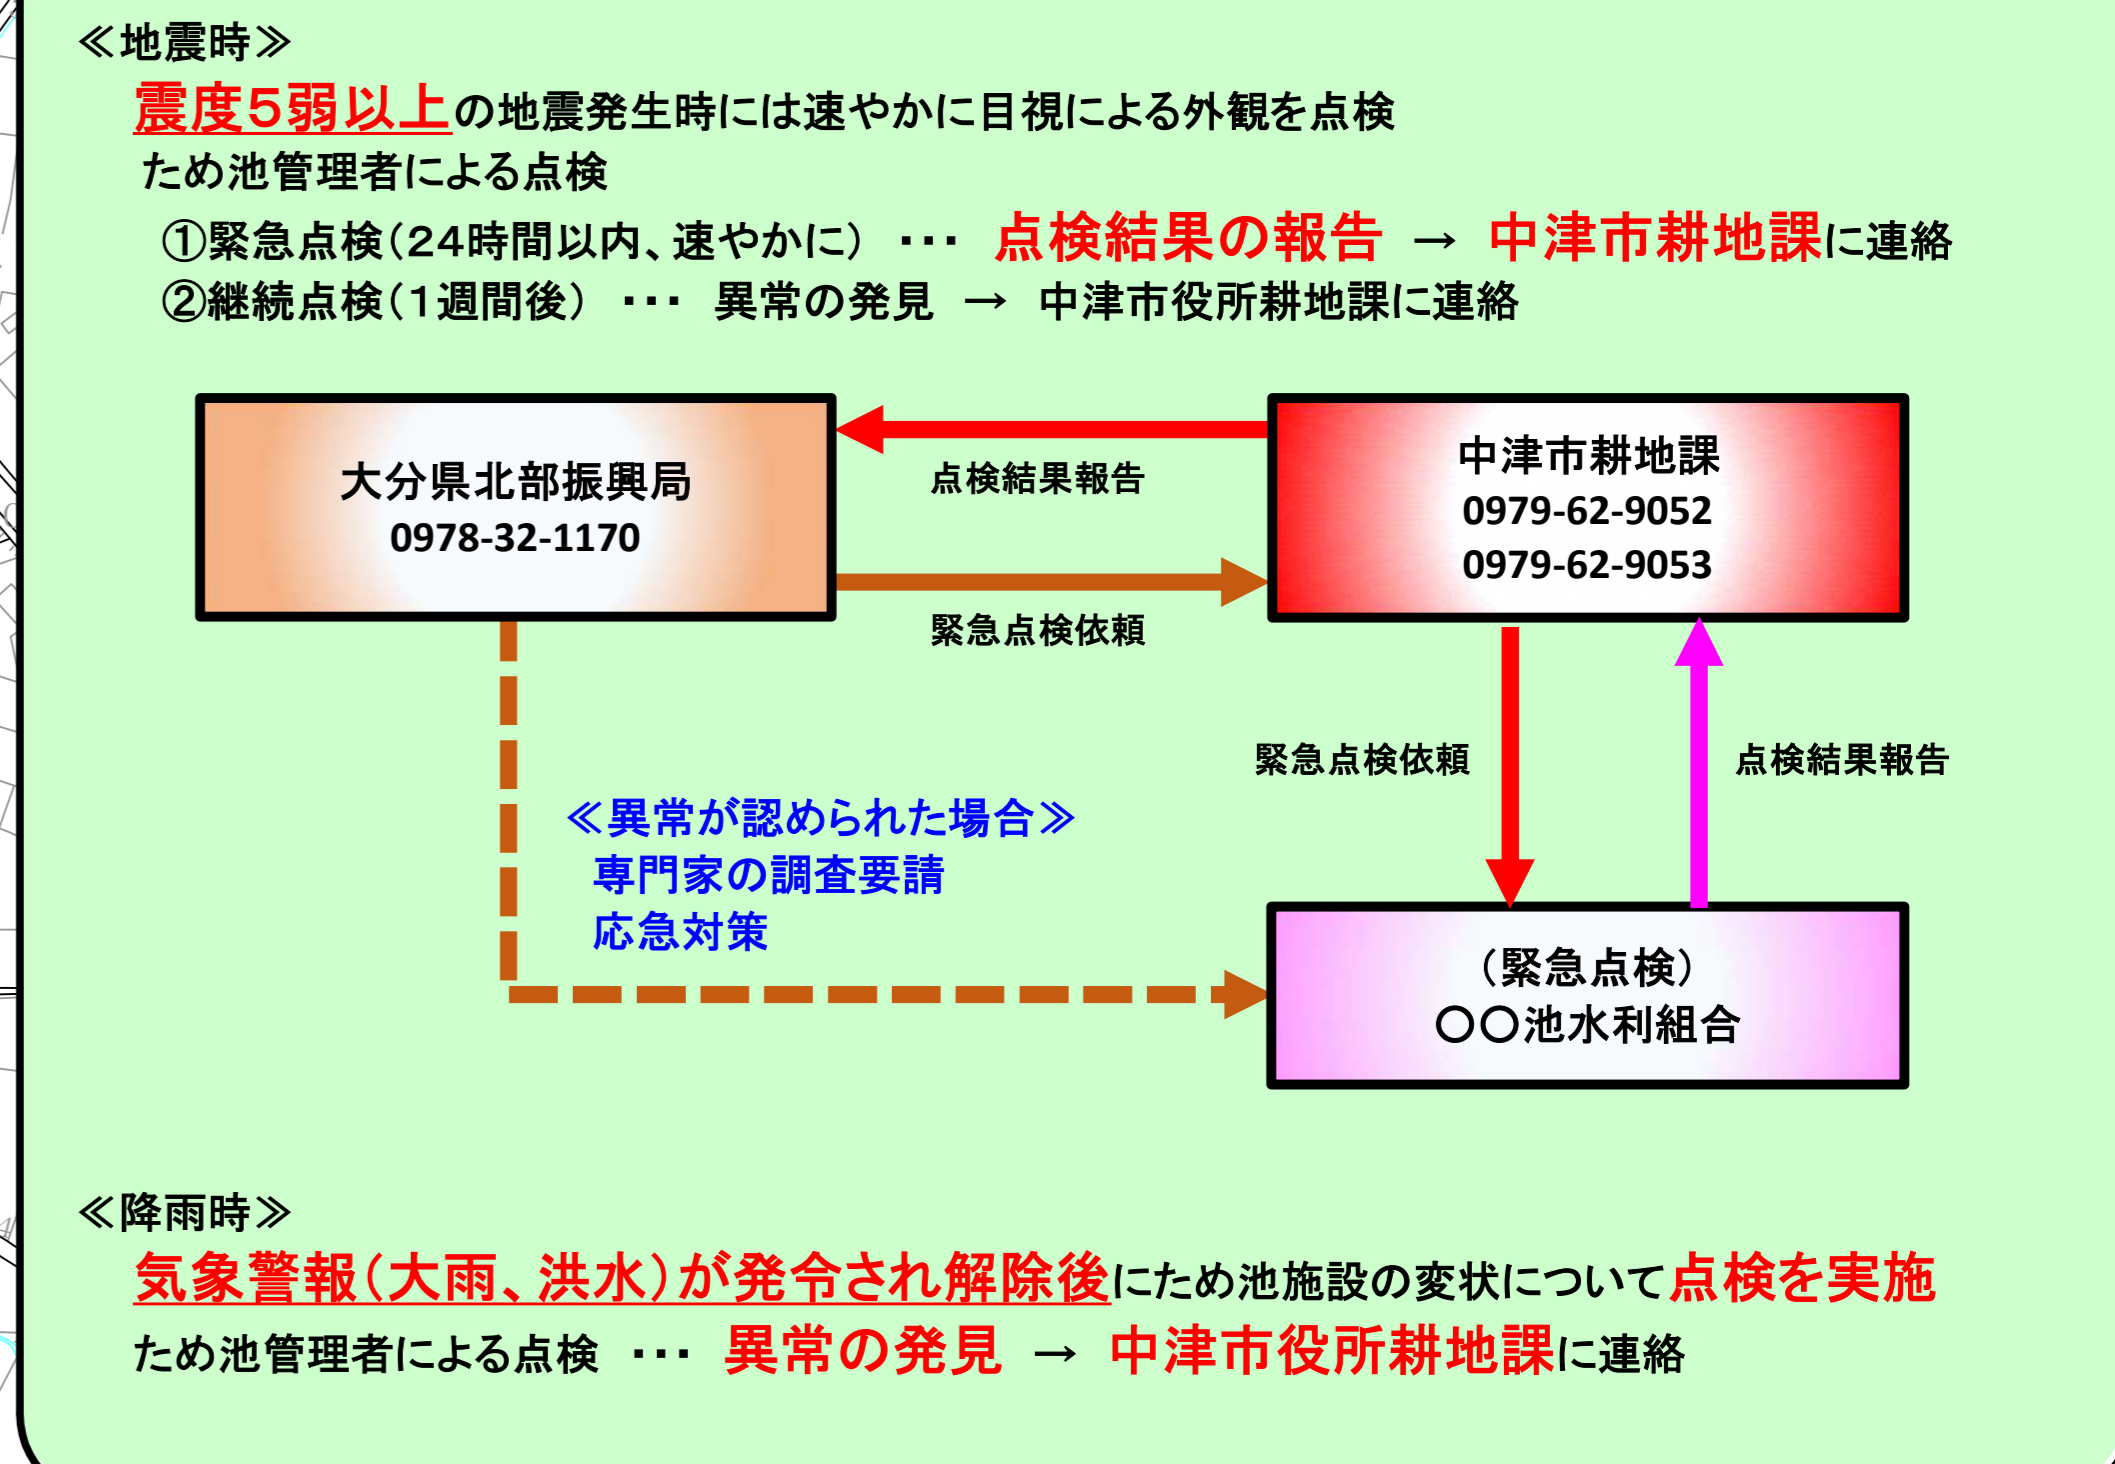 ≪地震時≫
震度５弱以上の地震発生時には速やかに目視による外観を点検
ため池管理者による点検
①緊急点検（２４時間以内、速やかに） ・・・ 点検結果の報告 → 中津市耕地課に連絡
②継続点検（１週間後） ・・・ 異常の発見 → 中津市役所耕地課に連絡
大分県北部振興局
0978-32-1170
点検結果報告
緊急点検依頼
中津市耕地課
0979-62-9052
0979-62-9053
緊急点検依頼
点検結果報告
≪異常が認められた場合≫
専門家の調査要請
応急対策
（緊急点検）
〇〇池水利組合
≪降雨時≫
気象警報（大雨、洪水）が発令され解除後にため池施設の変状について点検を実施
ため池管理者による点検 ・・・ 異常の発見 → 中津市役所耕地課に連絡